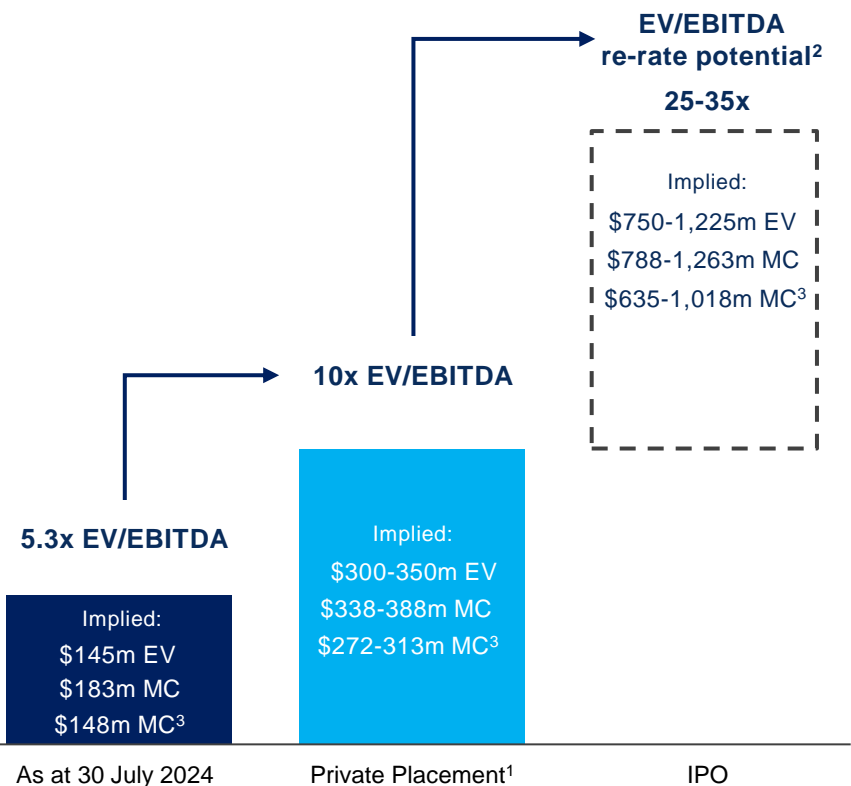 EV/EBITDA
re-rate potential²
25-35x
Implied:
$750-1,225m EV
$788-1,263m MC
$635-1,018m MC³
10x EV/EBITDA
Implied:
$300-350m EV
$338-388m MC
$272-313m MC³
5.3x EV/EBITDA
Implied:
$145m EV
$183m MC
$148m MC³
As at 30 July 2024
Private Placement¹
IPO